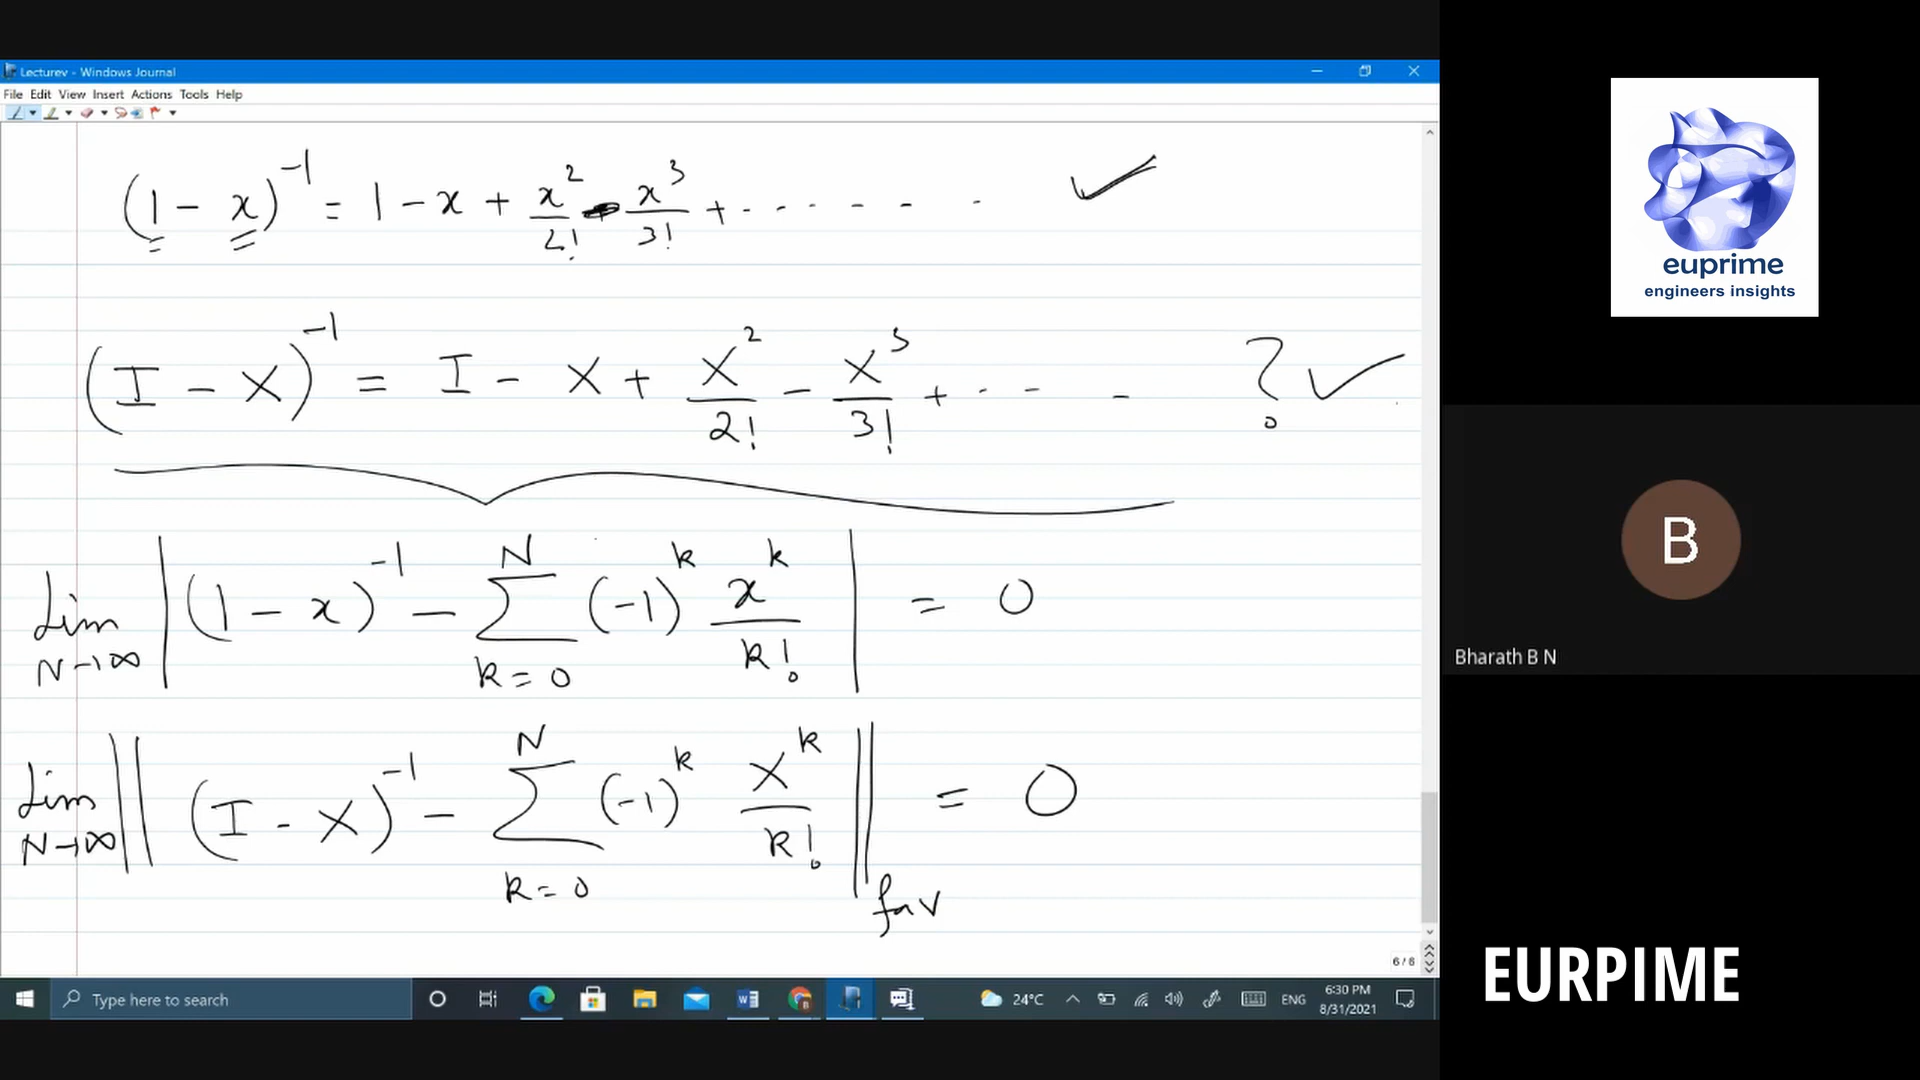 Lecturev - Windows Journal
File Edit View Insert Actions Tools Help
(1 - x)^{-1} = 1 - x + x^2/2! - x^3/3! + - - - - - -
(I - X)^{-1} = I - X + X^2/2! - X^3/3! + - - - ? ✓
Lim N→∞ |(1 - x)^{-1} - Σ_{k=0}^{N} (-1)^k x^k/k!| = 0
Lim N→∞ ||(I - X)^{-1} - Σ_{k=0}^{N} (-1)^k X^k/k!||_{fav} = 0
6/6
Type here to search
24°C
ENG
6:30 PM
8/31/2021
euprime
engineers insights
B
Bharath B N
EURPIME